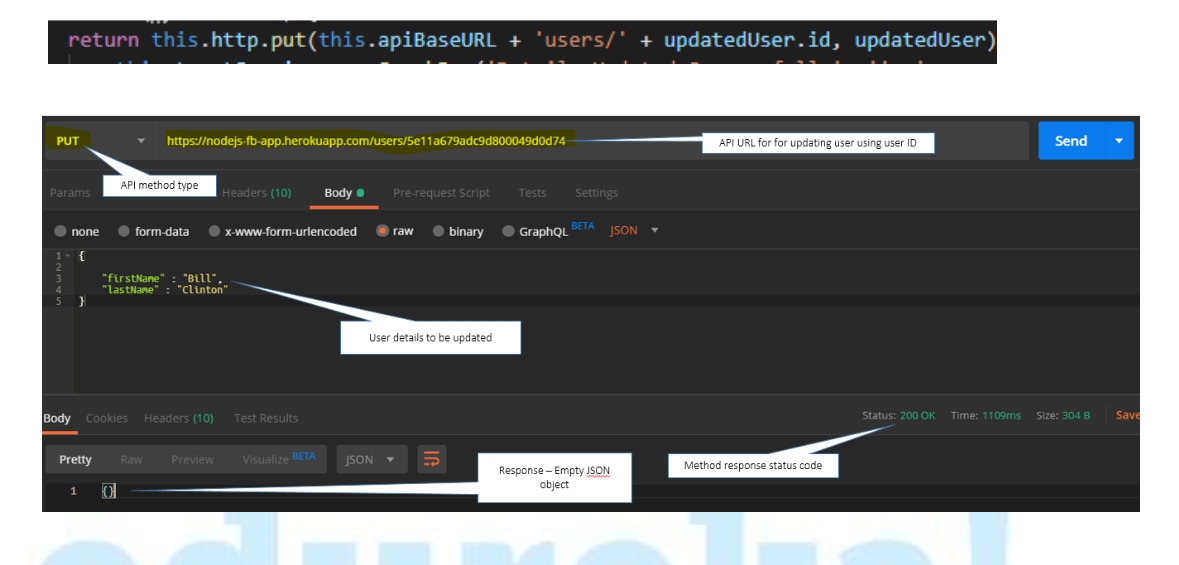 return this.http.put(this.apiBaseURL + 'users/' + updatedUser.id, updatedUser)
PUT https://nodejs-fb-app.herokuapp.com/users/5e11a679adc9d800049d0d74 API URL for for updating user using user ID Send
API method type
Params Headers (10) Body Pre-request Script Tests Settings
none form-data x-www-form-urlencoded raw binary GraphQL BETA JSON
1 {
2
3 "firstName" : "Bill",
4 "lastName" : "Clinton"
5 }
User details to be updated
Body Cookies Headers (10) Test Results Status: 200 OK Time: 1109ms Size: 304 B Save
Pretty Raw Preview Visualize BETA JSON
Method response status code
Response – Empty JSON
object
1 {}